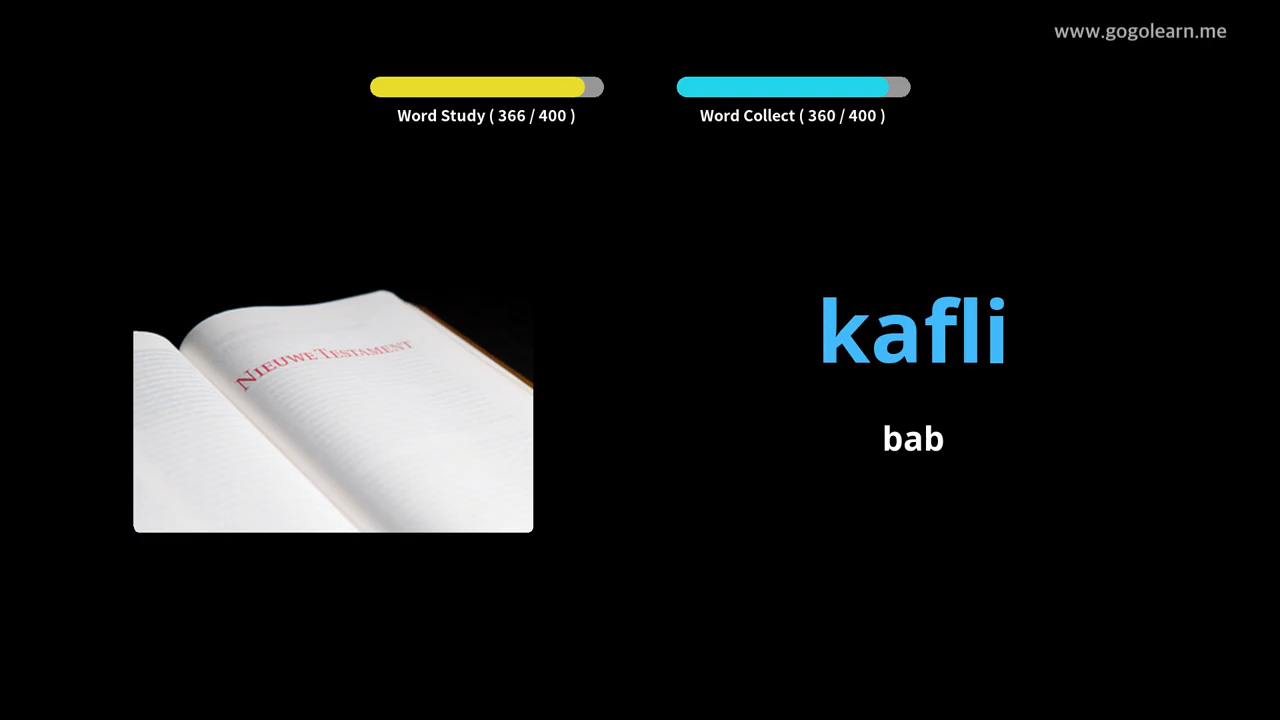 www.gogolearn.me
Word Study ( 366 / 400 )
Word Collect ( 360 / 400 )
NIEUWE TESTAMENT
kafli
bab